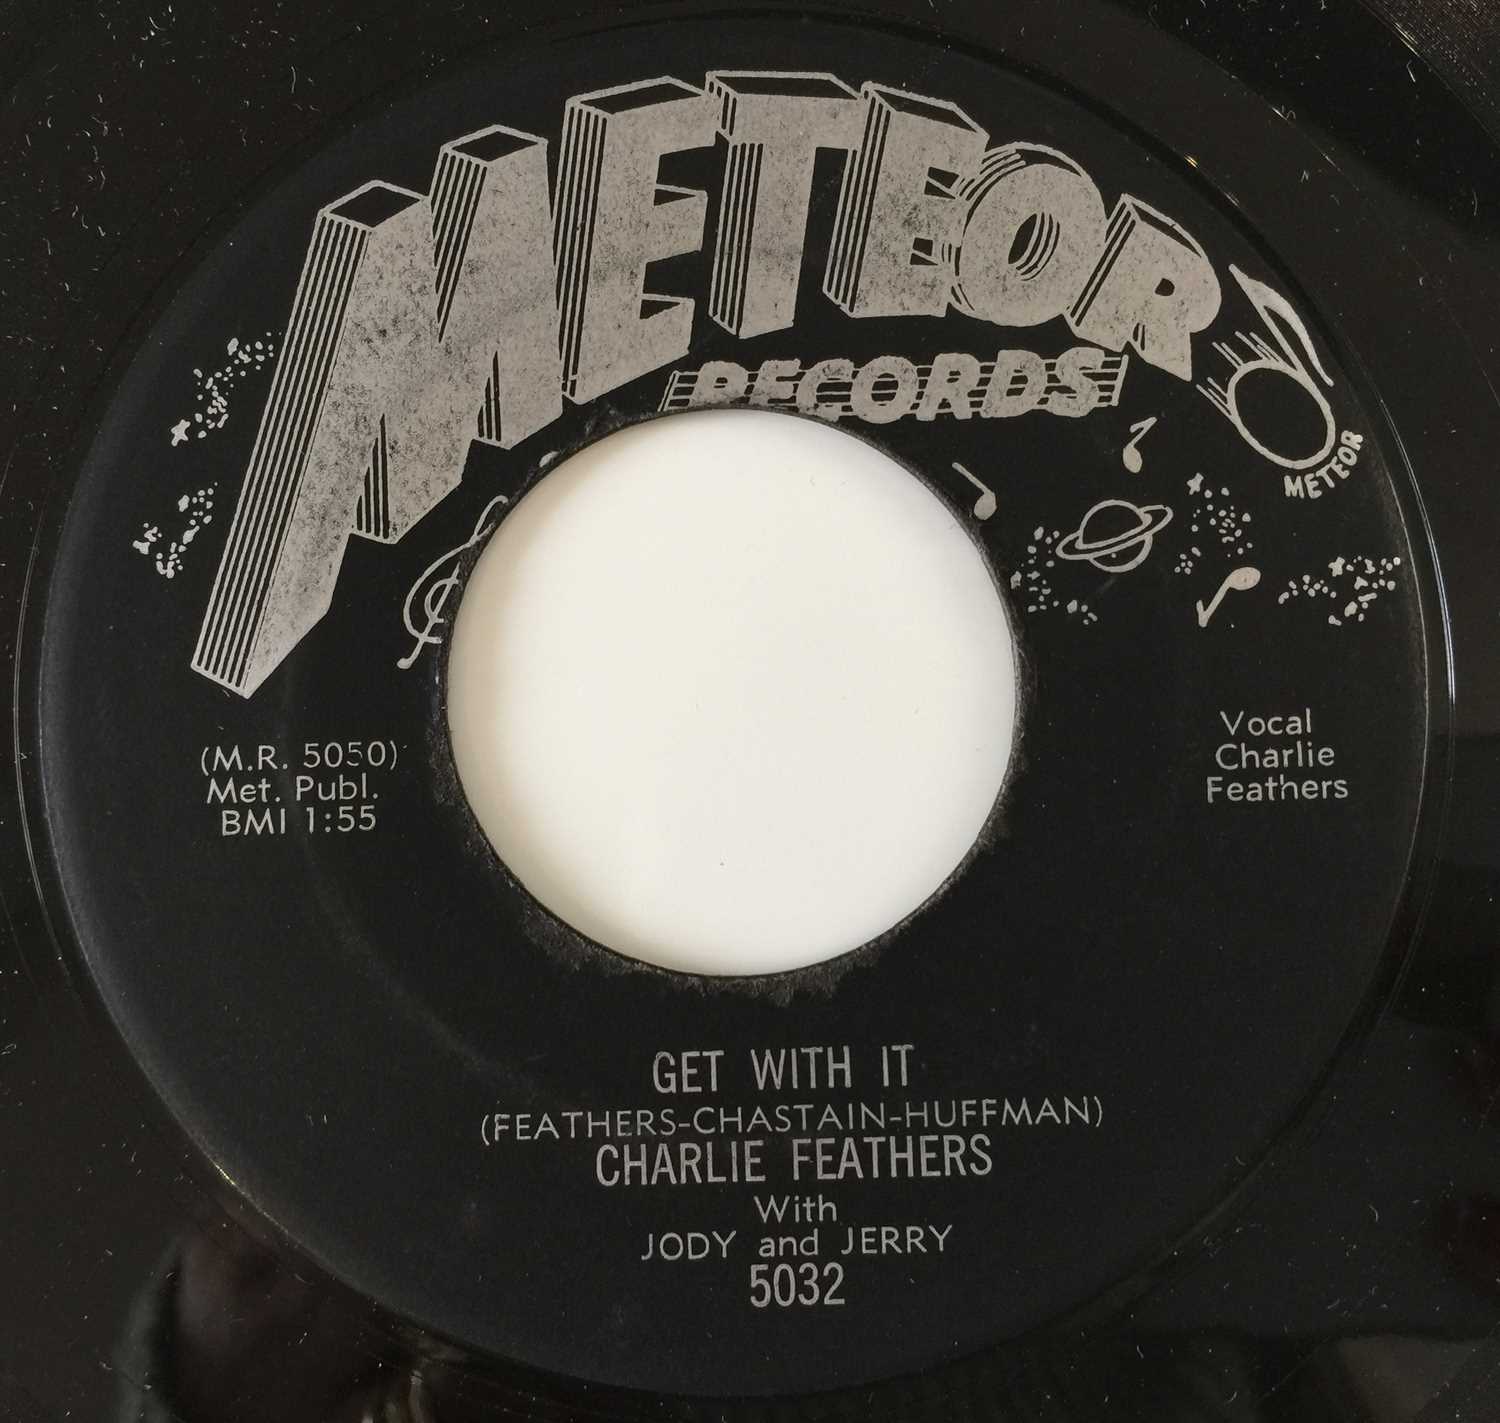 METEOR
RECORDS
METEOR
(M.R. 5050)
Met. Publ.
BMI 1:55
Vocal
Charlie
Feathers
GET WITH IT
(FEATHERS-CHASTAIN-HUFFMAN)
CHARLIE FEATHERS
With
JODY and JERRY
5032